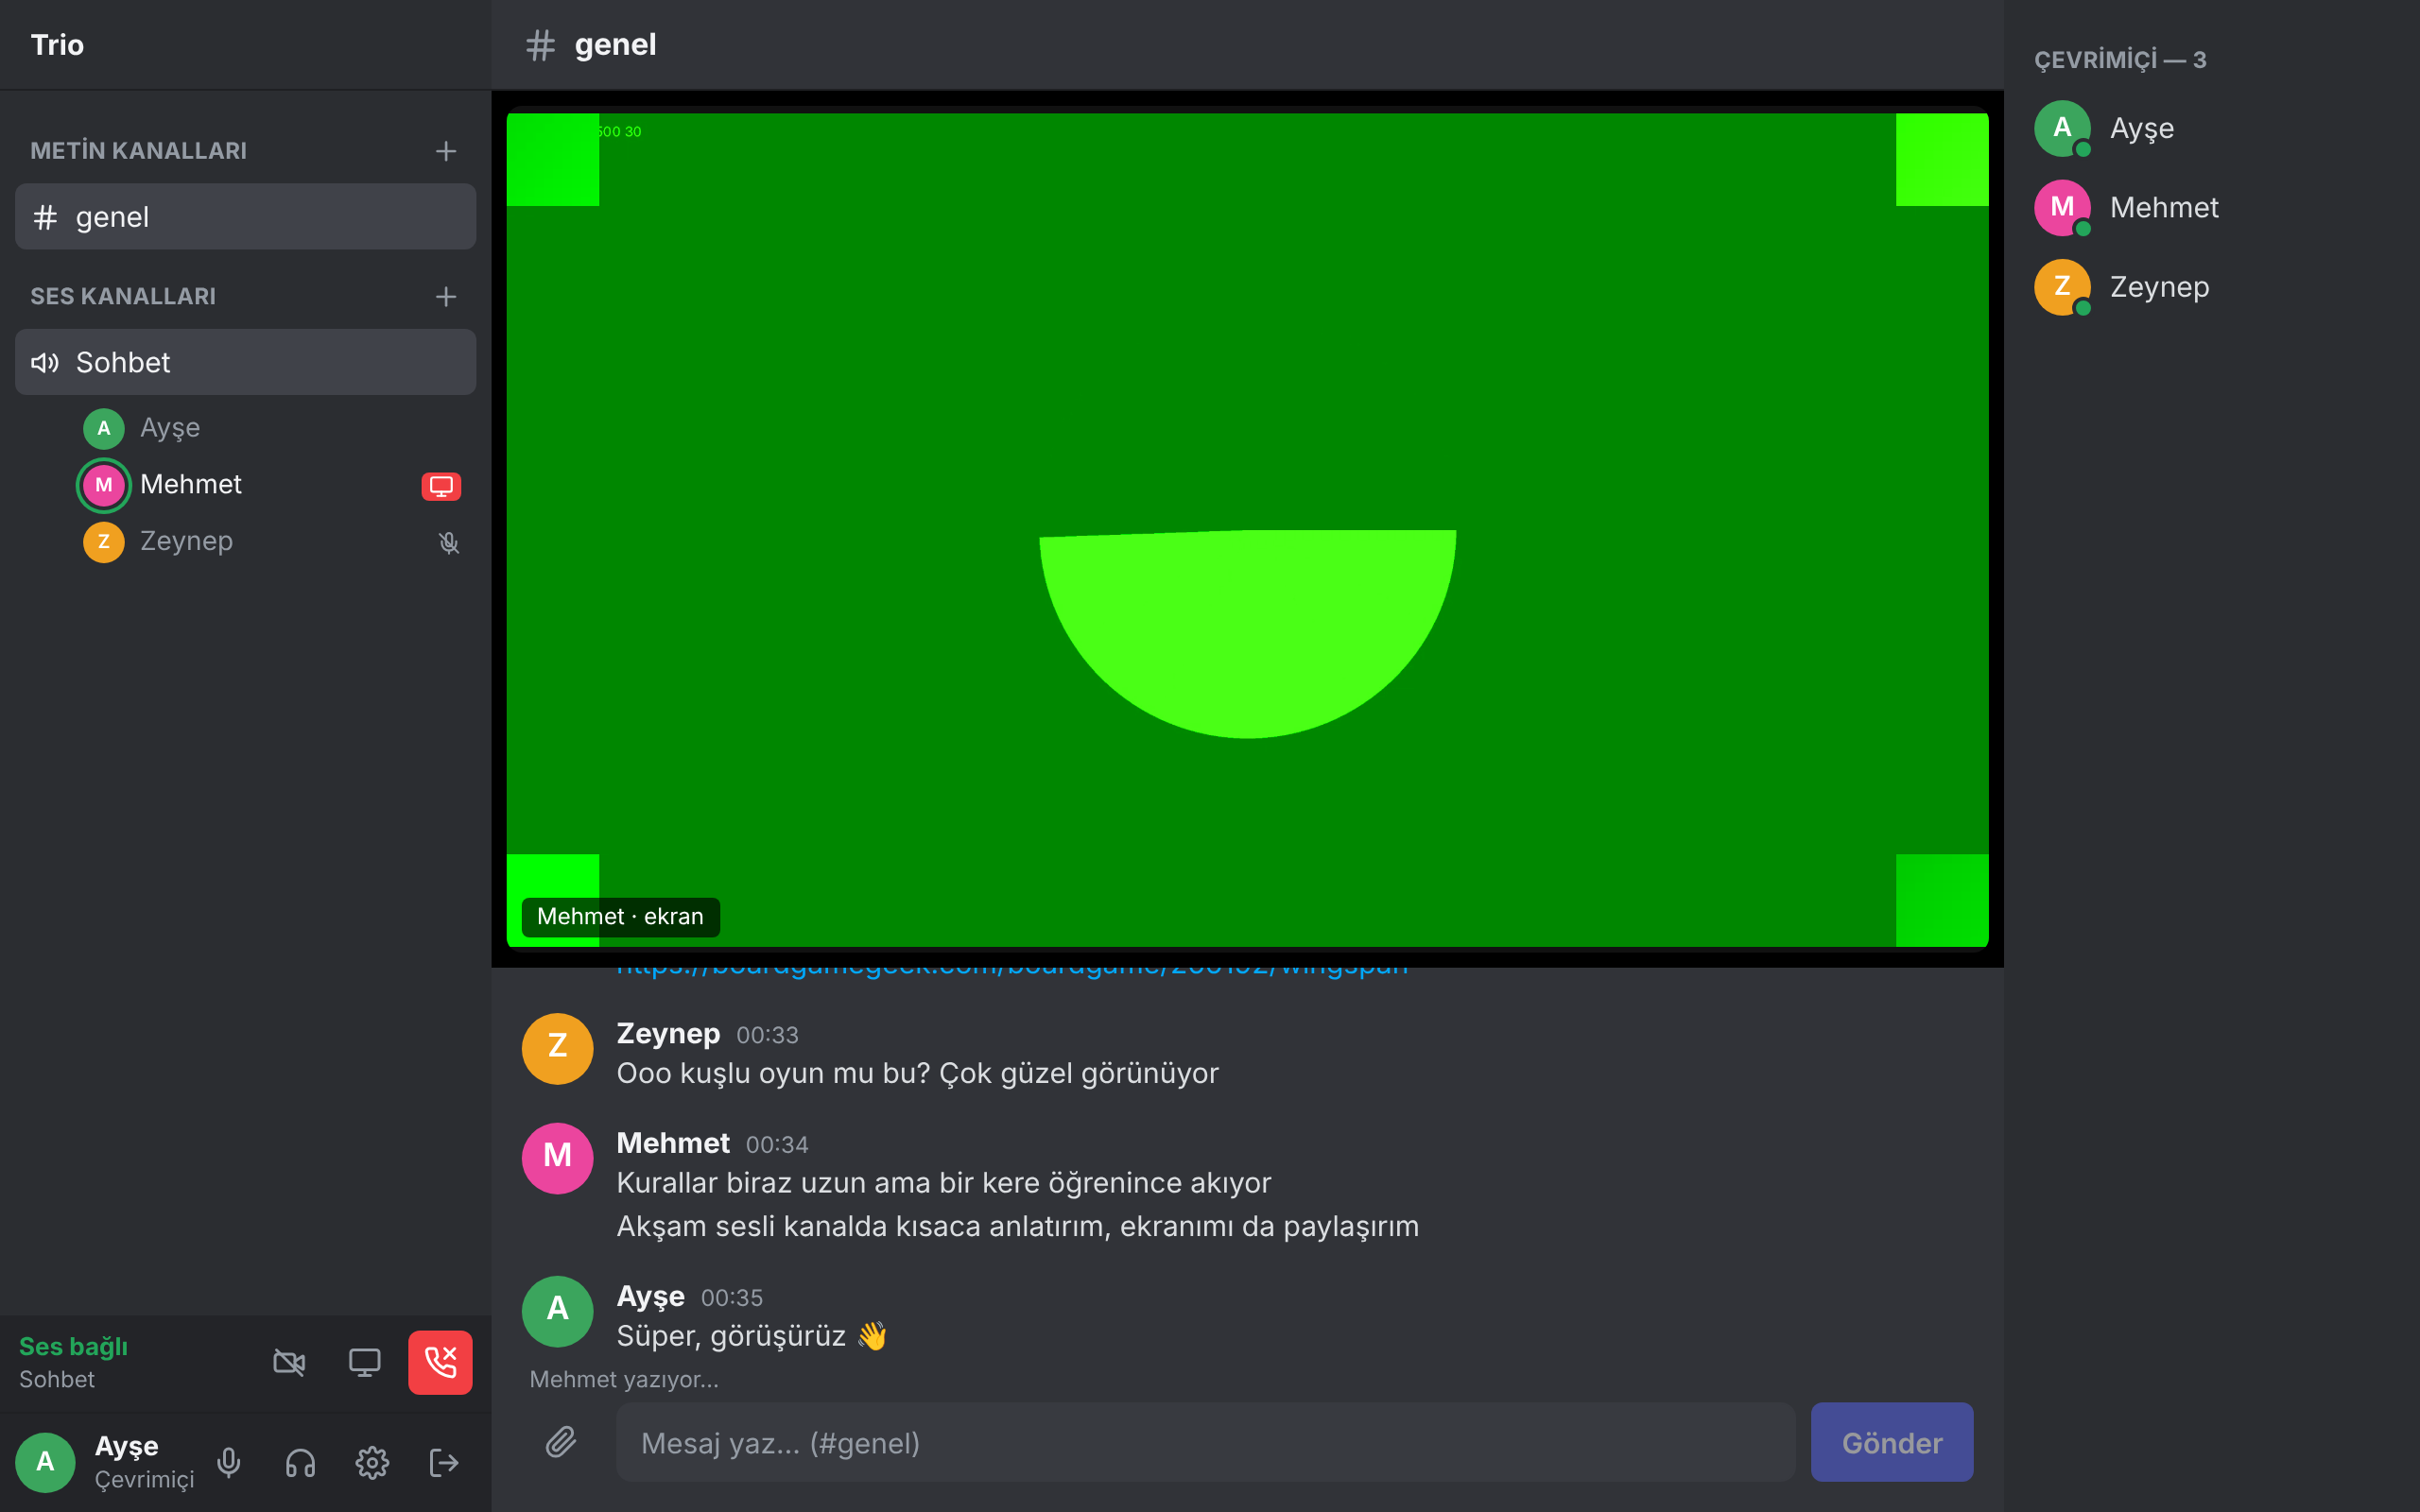 Trio
METİN KANALLARI
genel
SES KANALLARI
Sohbet
A Ayşe
M Mehmet
Z Zeynep
Ses bağlı
Sohbet
A Ayşe
Çevrimiçi
# genel
30
Mehmet · ekran
Z Zeynep 00:33
Ooo kuşlu oyun mu bu? Çok güzel görünüyor
M Mehmet 00:34
Kurallar biraz uzun ama bir kere öğrenince akıyor
Akşam sesli kanalda kısaca anlatırım, ekranımı da paylaşırım
A Ayşe 00:35
Süper, görüşürüz 👋
Mehmet yazıyor...
Mesaj yaz... (#genel)
Gönder
ÇEVRİMİÇİ — 3
A Ayşe
M Mehmet
Z Zeynep